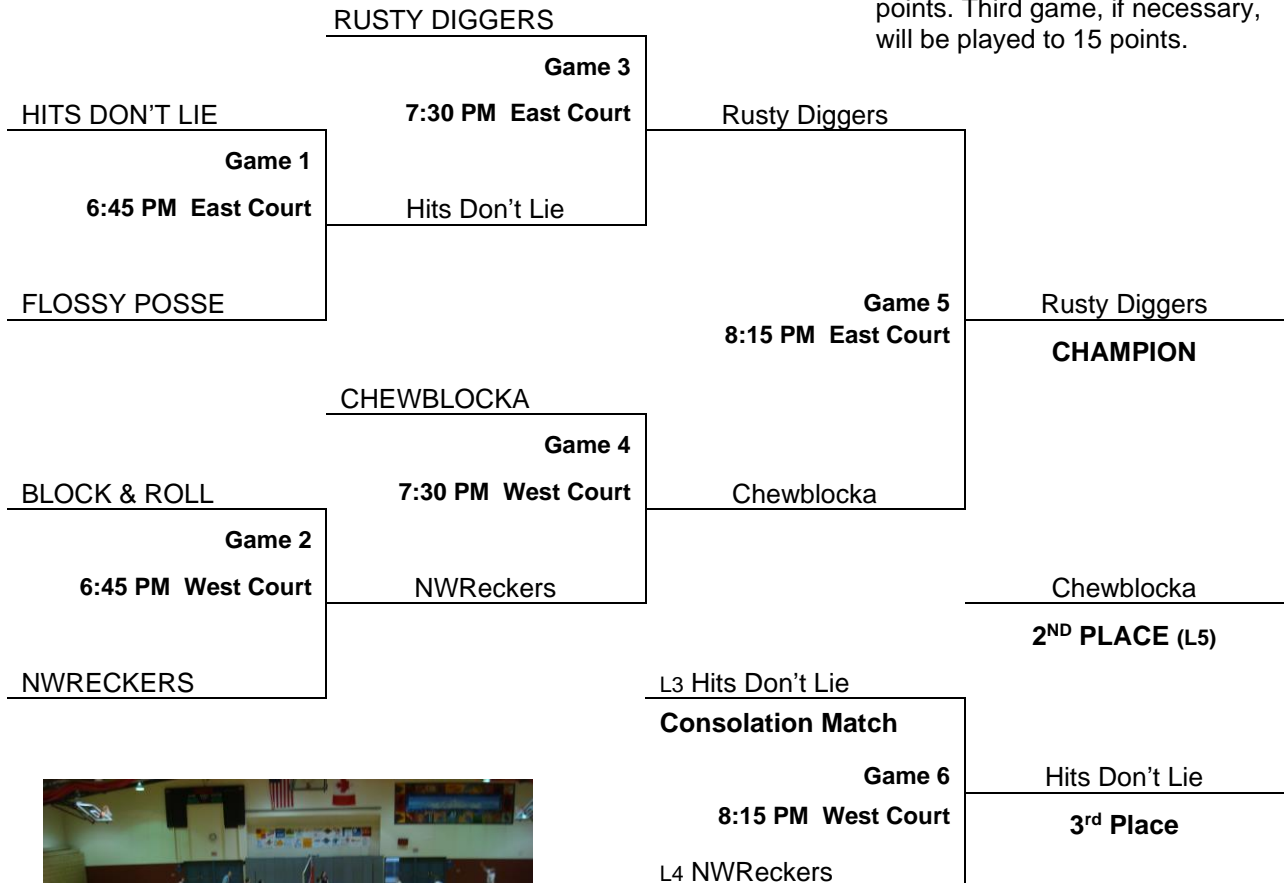 points. Third game, if necessary,
will be played to 15 points.
RUSTY DIGGERS
Game 3
7:30 PM East Court
HITS DON'T LIE
Rusty Diggers
Game 1
6:45 PM East Court
Hits Don't Lie
FLOSSY POSSE
Game 5
8:15 PM East Court
Rusty Diggers
CHAMPION
CHEWBLOCKA
Game 4
7:30 PM West Court
BLOCK & ROLL
Chewblocka
Game 2
6:45 PM West Court
NWReckers
Chewblocka
2ND PLACE (L5)
NWRECKERS
L3 Hits Don't Lie
Consolation Match
Game 6
8:15 PM West Court
Hits Don't Lie
3rd Place
L4 NWReckers